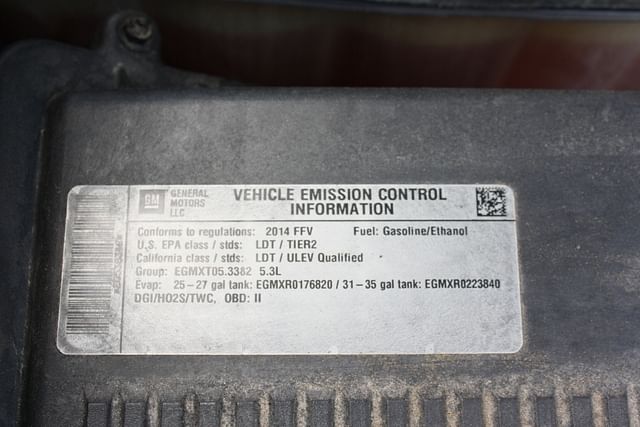 GM GENERAL
MOTORS
LLC
VEHICLE EMISSION CONTROL
INFORMATION
Conforms to regulations: 2014 FFV Fuel: Gasoline/Ethanol
U.S. EPA class / stds: LDT / TIER2
California class / stds: LDT / ULEV Qualified
Group: EGMXT05.3382 5.3L
Evap: 25-27 gal tank: EGMXR0176820 / 31-35 gal tank: EGMXR0223840
DGI/HO2S/TWC, OBD: II